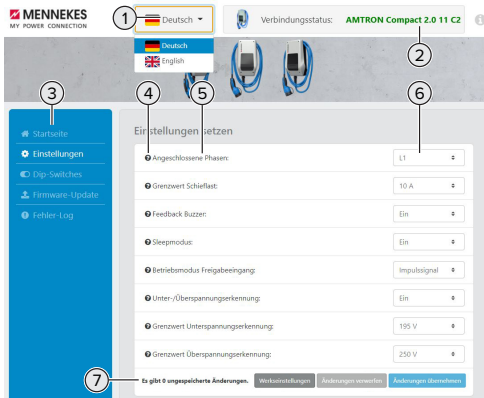 MENNEKES
MY POWER CONNECTION
1
Deutsch
Verbindungsstatus: AMTRON Compact 2.0 11 C2
Deutsch
English
2
3
4
5
6
Startseite
Einstellungen
Dip-Switches
Firmware-Update
Fehler-Log
Einstellungen setzen
Angeschlossene Phasen: L1
Grenzwert Schieflast: 10 A
Feedback Buzzer: Ein
Sleepmodus: Ein
Betriebsmodus Freigabeeingang: Impulssignal
Unter-/Überspannungserkennung: Ein
Grenzwert Unterspannungserkennung: 195 V
Grenzwert Überspannungserkennung: 250 V
7
Es gibt 0 ungespeicherte Änderungen. Werkseinstellungen Änderungen verwerfen Änderungen übernehmen